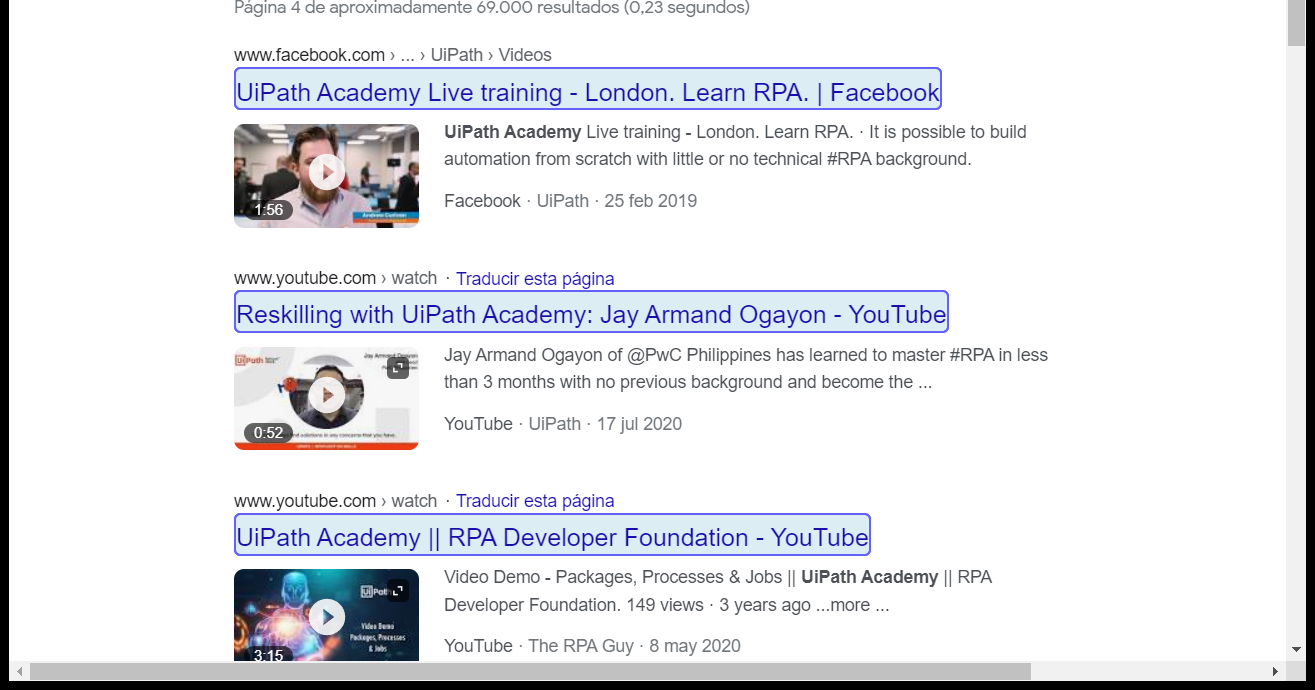 Página 4 de aproximadamente 69.000 resultados (0,23 segundos)
www.facebook.com › ... › UiPath › Videos
UiPath Academy Live training - London. Learn RPA. | Facebook
UiPath Academy Live training - London. Learn RPA. · It is possible to build
automation from scratch with little or no technical #RPA background.
1:56
Facebook · UiPath · 25 feb 2019
www.youtube.com › watch · Traducir esta página
Reskilling with UiPath Academy: Jay Armand Ogayon - YouTube
Jay Armand Ogayon of @PwC Philippines has learned to master #RPA in less
than 3 months with no previous background and become the ...
UiPath
Jay Armand Ogayon
0:52
YouTube · UiPath · 17 jul 2020
www.youtube.com › watch · Traducir esta página
UiPath Academy || RPA Developer Foundation - YouTube
Video Demo - Packages, Processes & Jobs || UiPath Academy || RPA
Developer Foundation. 149 views · 3 years ago ...more ...
Video Demo
Packages, Processes
& Jobs
3:15
YouTube · The RPA Guy · 8 may 2020